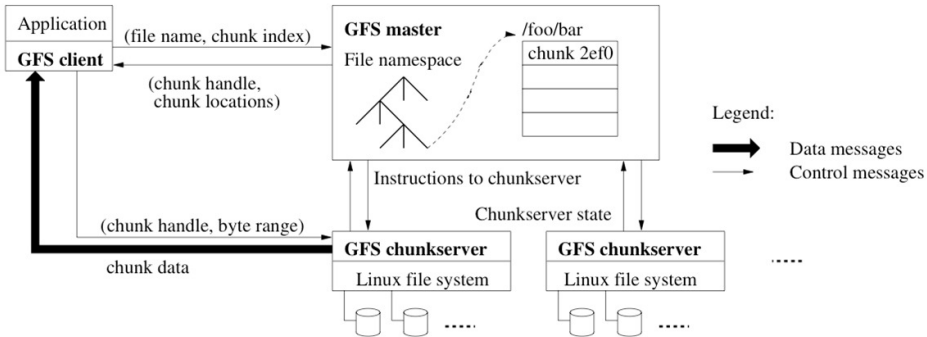 Application
GFS client
(file name, chunk index)
(chunk handle,
chunk locations)
GFS master
File namespace
/foo/bar
chunk 2ef0
Legend:
Data messages
Control messages
Instructions to chunkserver
Chunkserver state
(chunk handle, byte range)
chunk data
GFS chunkserver
Linux file system
GFS chunkserver
Linux file system